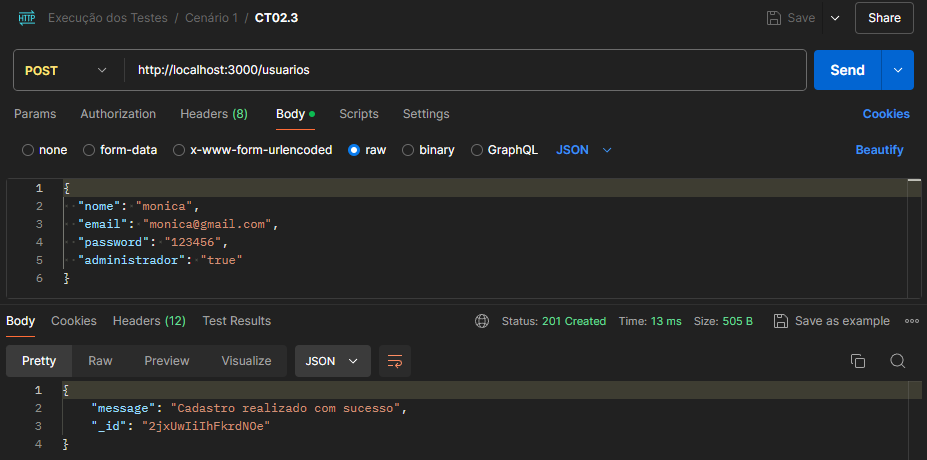 HTTP Execução dos Testes / Cenário 1 / CT02.3 Save Share
POST http://localhost:3000/usuarios Send
Params Authorization Headers (8) Body Scripts Settings Cookies
none form-data x-www-form-urlencoded raw binary GraphQL JSON Beautify
1 {
2 "nome": "monica",
3 "email": "monica@gmail.com",
4 "password": "123456",
5 "administrador": "true"
6 }
Body Cookies Headers (12) Test Results Status: 201 Created Time: 13 ms Size: 505 B Save as example
Pretty Raw Preview Visualize JSON
1 {
2 "message": "Cadastro realizado com sucesso",
3 "_id": "2jxUwIiIhFkrdNOe"
4 }